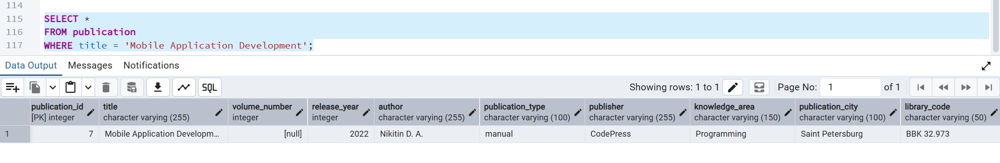 114
115 SELECT *
116 FROM publication
117 WHERE title = 'Mobile Application Development';
Data Output Messages Notifications
SQL Showing rows: 1 to 1 Page No: 1 of 1
publication_id title volume_number release_year author publication_type publisher knowledge_area publication_city library_code
[PK] integer character varying (255) integer integer character varying (255) character varying (100) character varying (255) character varying (150) character varying (100) character varying (50)
1 7 Mobile Application Developm... [null] 2022 Nikitin D. A. manual CodePress Programming Saint Petersburg BBK 32.973